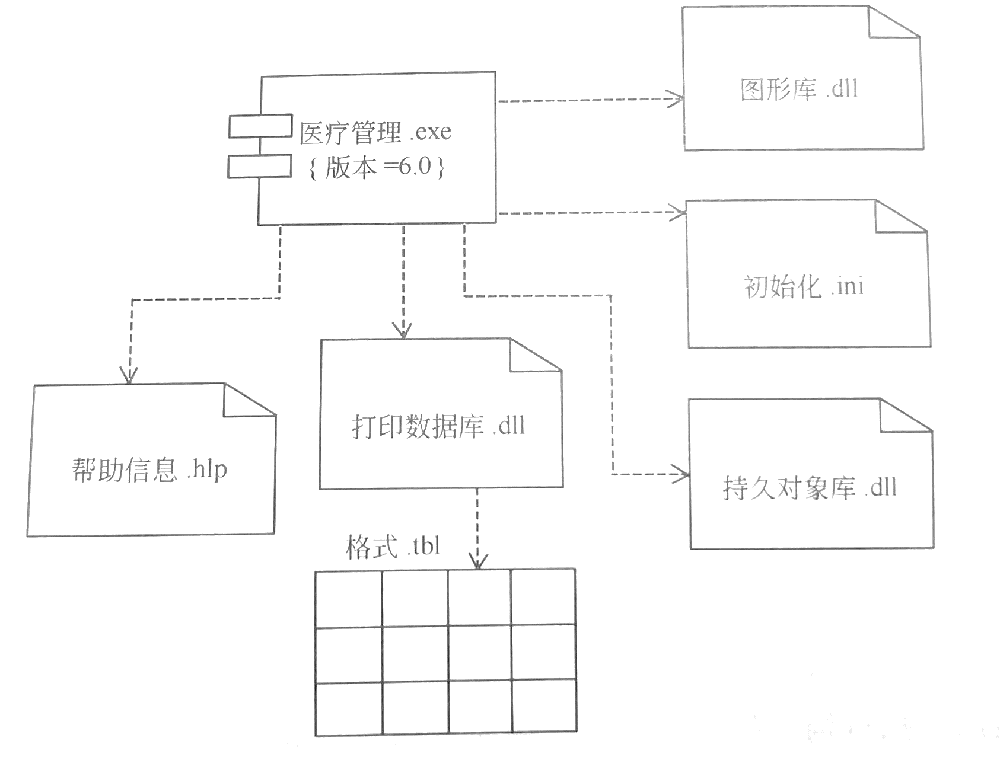 图形库 .dll
医疗管理 .exe
{ 版本 =6.0 }
初始化 .ini
打印数据库 .dll
帮助信息 .hlp
持久对象库 .dll
格式 .tbl